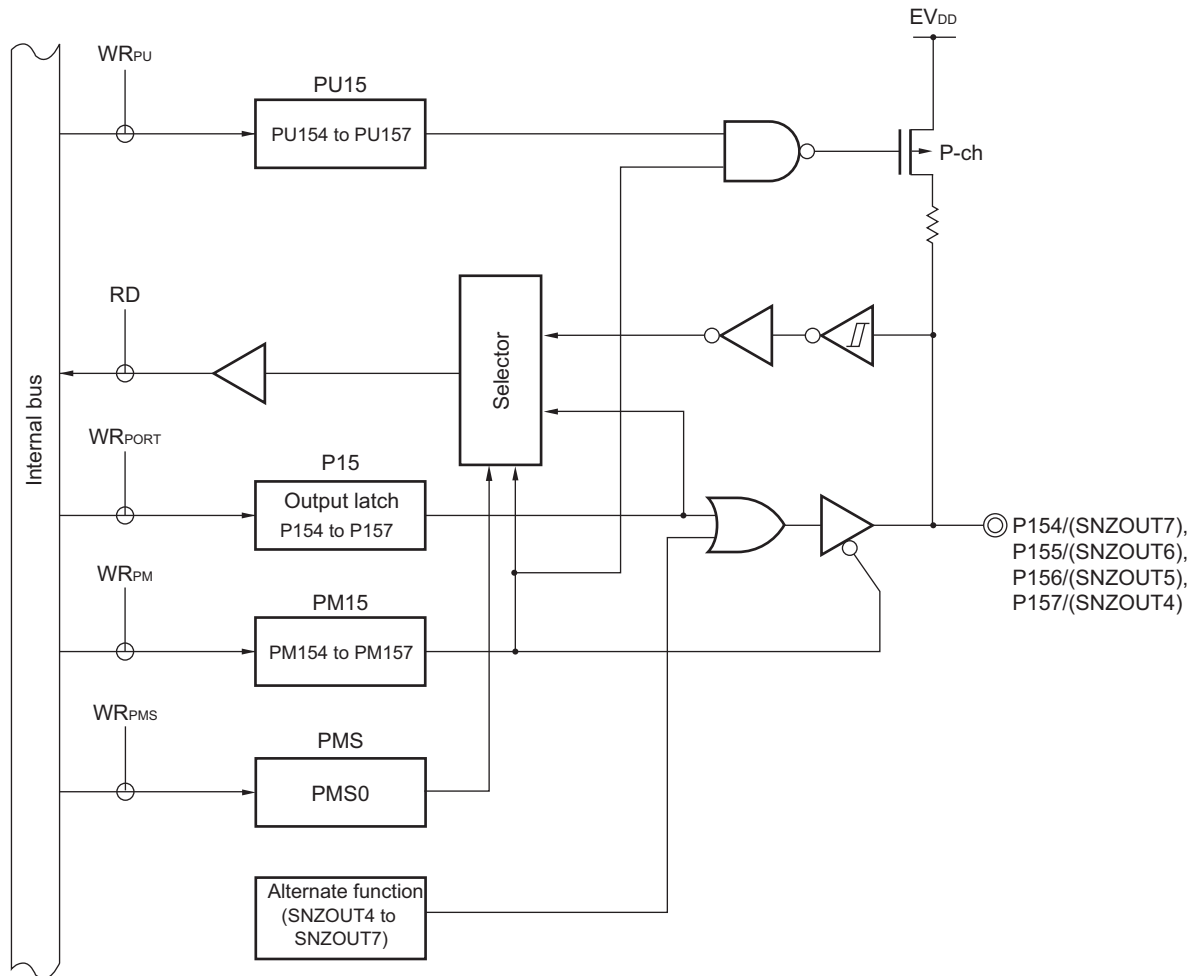 EVDD
WRPU
PU15
PU154 to PU157
P-ch
RD
Selector
Internal bus
WRPORT
P15
Output latch
P154 to P157
P154/(SNZOUT7),
P155/(SNZOUT6),
P156/(SNZOUT5),
P157/(SNZOUT4)
WRPM
PM15
PM154 to PM157
WRPMS
PMS
PMS0
Alternate function
(SNZOUT4 to
SNZOUT7)